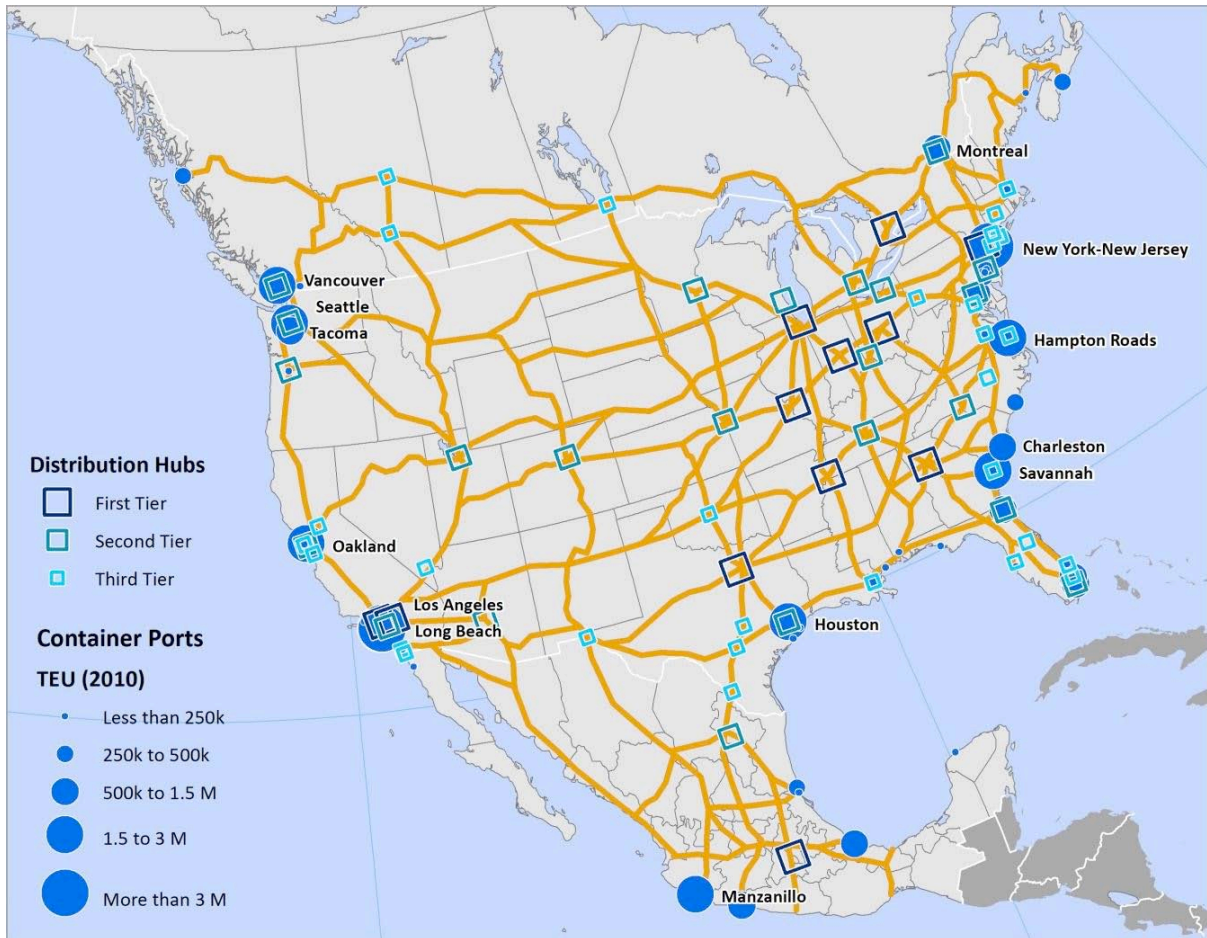 Montreal
New York-New Jersey
Vancouver
Seattle
Tacoma
Hampton Roads
Charleston
Savannah
Oakland
Los Angeles
Long Beach
Houston
Manzanillo
Distribution Hubs
First Tier
Second Tier
Third Tier
Container Ports
TEU (2010)
Less than 250k
250k to 500k
500k to 1.5 M
1.5 to 3 M
More than 3 M